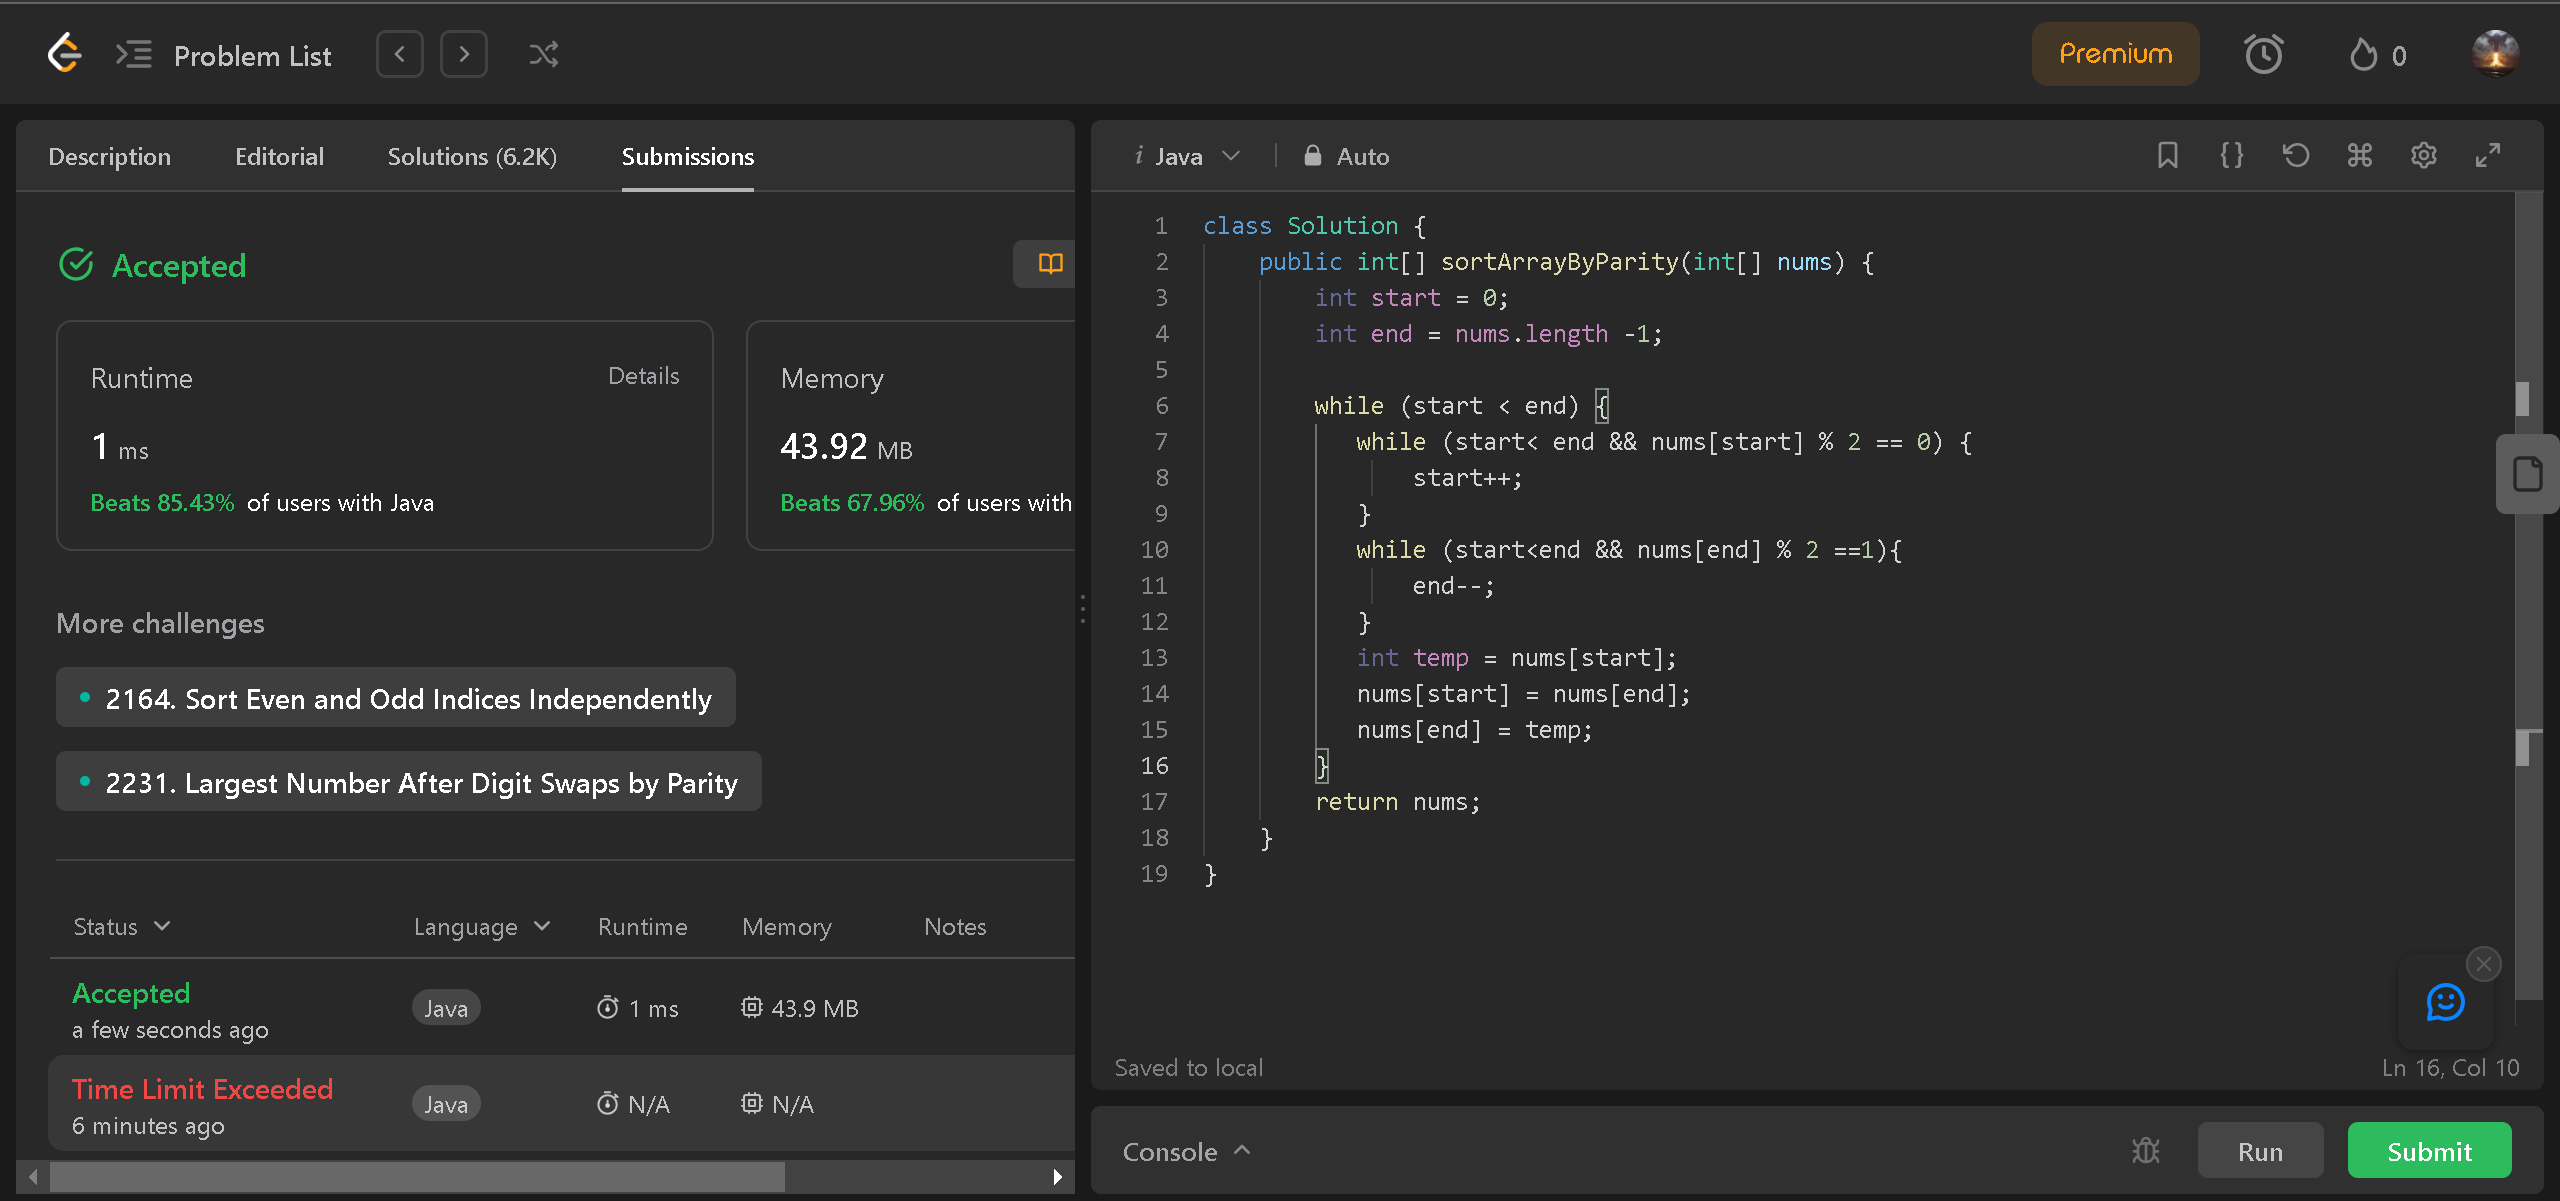 Problem List
Premium
0
Description Editorial Solutions (6.2K) Submissions
Accepted
Runtime Details
1 ms
Beats 85.43% of users with Java
Memory
43.92 MB
Beats 67.96% of users with
More challenges
2164. Sort Even and Odd Indices Independently
2231. Largest Number After Digit Swaps by Parity
Status Language Runtime Memory Notes
Accepted Java 1 ms 43.9 MB
a few seconds ago
Time Limit Exceeded Java N/A N/A
6 minutes ago
i Java Auto
1 class Solution {
2 public int[] sortArrayByParity(int[] nums) {
3 int start = 0;
4 int end = nums.length -1;
5
6 while (start < end) {
7 while (start< end && nums[start] % 2 == 0) {
8 start++;
9 }
10 while (start<end && nums[end] % 2 ==1){
11 end--;
12 }
13 int temp = nums[start];
14 nums[start] = nums[end];
15 nums[end] = temp;
16 }
17 return nums;
18 }
19 }
Saved to local
Ln 16, Col 10
Console
Run
Submit